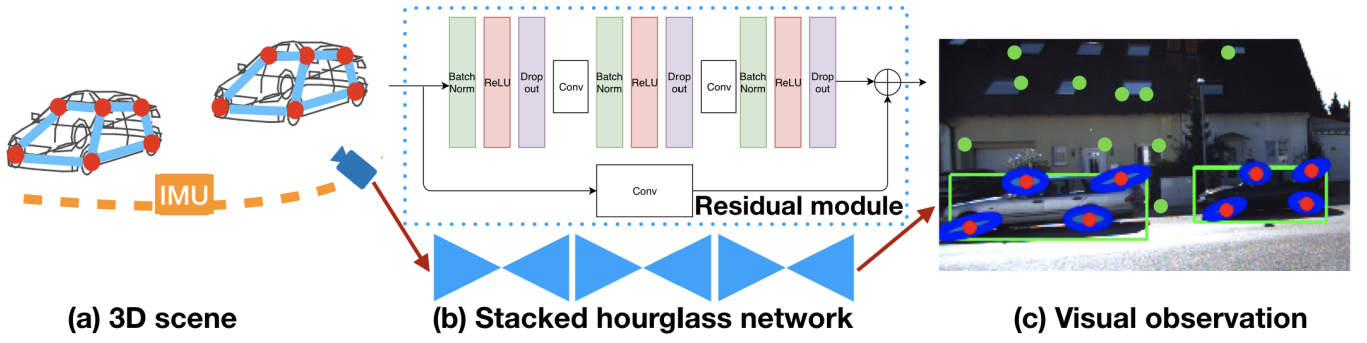 IMU
Batch
Norm
ReLU
Drop
out
Conv
Batch
Norm
ReLU
Drop
out
Conv
Batch
Norm
ReLU
Drop
out
Conv
Residual module
(a) 3D scene
(b) Stacked hourglass network
(c) Visual observation